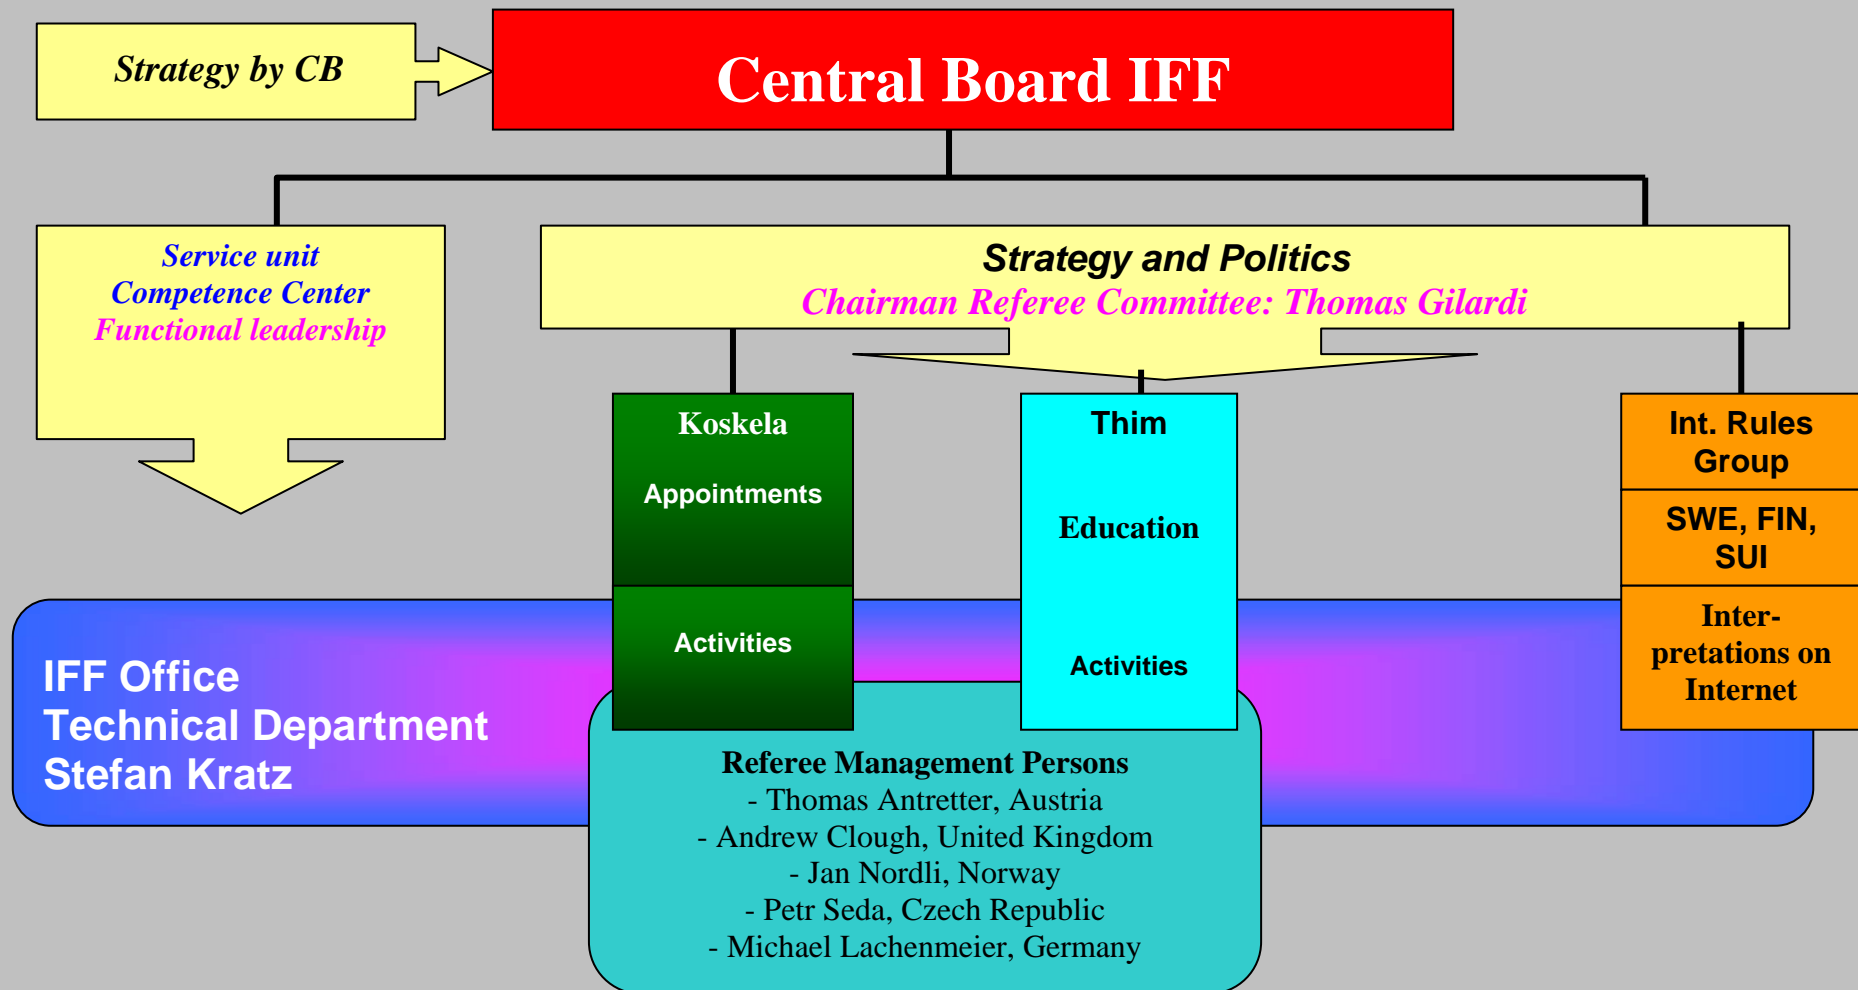 Strategy by CB
Central Board IFF
Service unit
Competence Center
Functional leadership
Strategy and Politics
Chairman Referee Committee: Thomas Gilardi
Koskela
Appointments
Activities
Thim
Education
Activities
Int. Rules
Group
SWE, FIN,
SUI
Inter-
pretations on
Internet
IFF Office
Technical Department
Stefan Kratz
Referee Management Persons
- Thomas Antretter, Austria
- Andrew Clough, United Kingdom
- Jan Nordli, Norway
- Petr Seda, Czech Republic
- Michael Lachenmeier, Germany